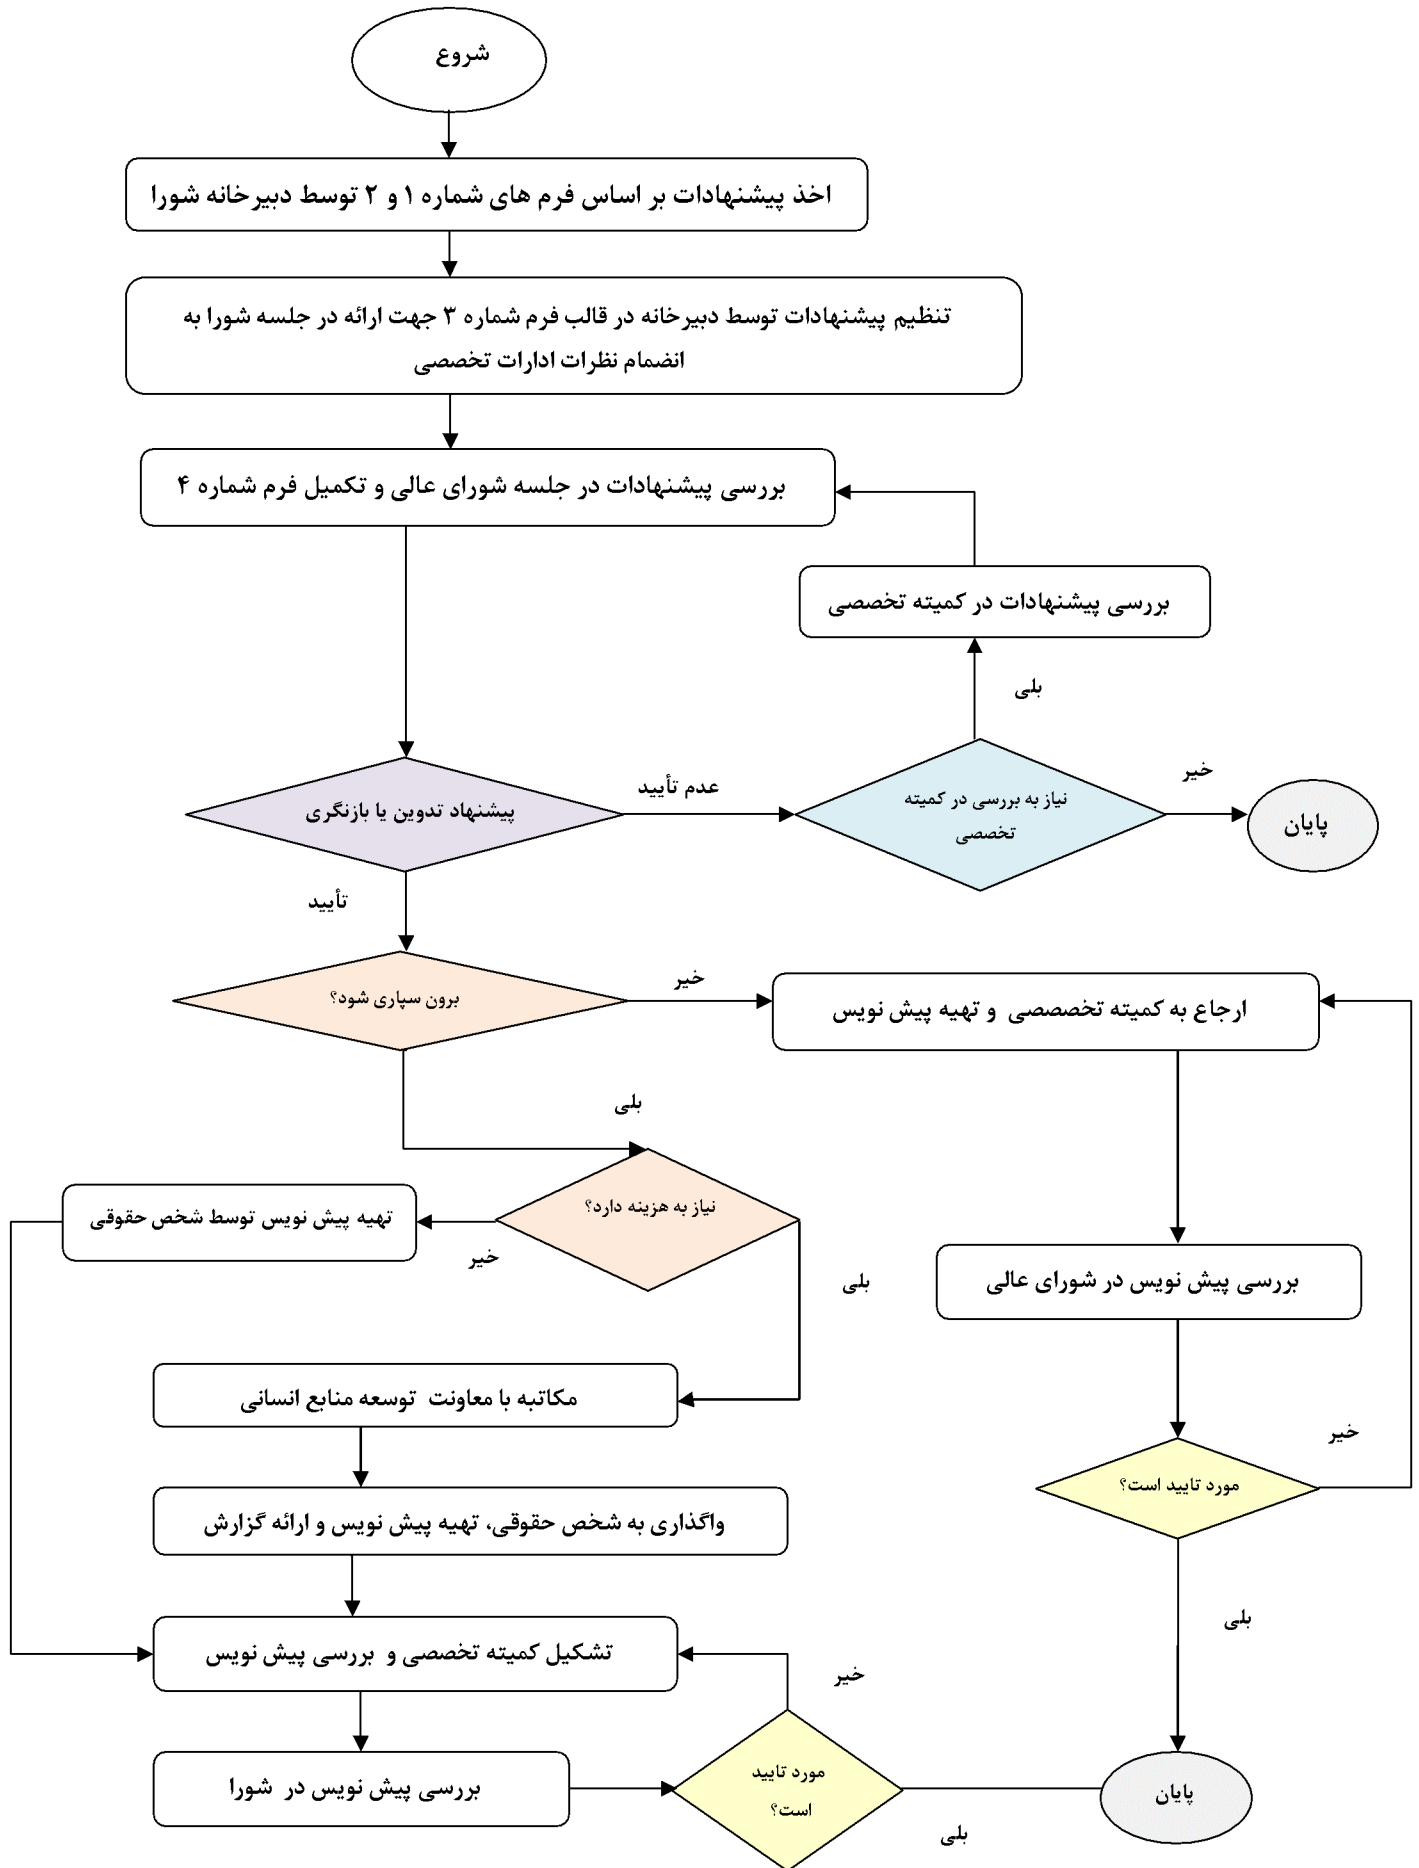 شروع
اخذ پیشنهادات بر اساس فرم های شماره ۱ و ۲ توسط دبیرخانه شورا
تنظیم پیشنهادات توسط دبیرخانه در قالب فرم شماره ۳ جهت ارائه در جلسه شورا به
انضمام نظرات ادارات تخصصی
بررسی پیشنهادات در جلسه شورای عالی و تکمیل فرم شماره ۴
بررسی پیشنهادات در کمیته تخصصی
بلی
پیشنهاد تدوین یا بازنگری
عدم تأیید
نیاز به بررسی در کمیته
تخصصی
خیر
پایان
تأیید
برون سپاری شود؟
خیر
ارجاع به کمیته تخصصصی و تهیه پیش نویس
بلی
نیاز به هزینه دارد؟
خیر
تهیه پیش نویس توسط شخص حقوقی
بلی
بررسی پیش نویس در شورای عالی
مکاتبه با معاونت توسعه منابع انسانی
خیر
مورد تایید است؟
واگذاری به شخص حقوقی، تهیه پیش نویس و ارائه گزارش
بلی
تشکیل کمیته تخصصی و بررسی پیش نویس
خیر
بررسی پیش نویس در شورا
مورد تایید
است؟
بلی
پایان